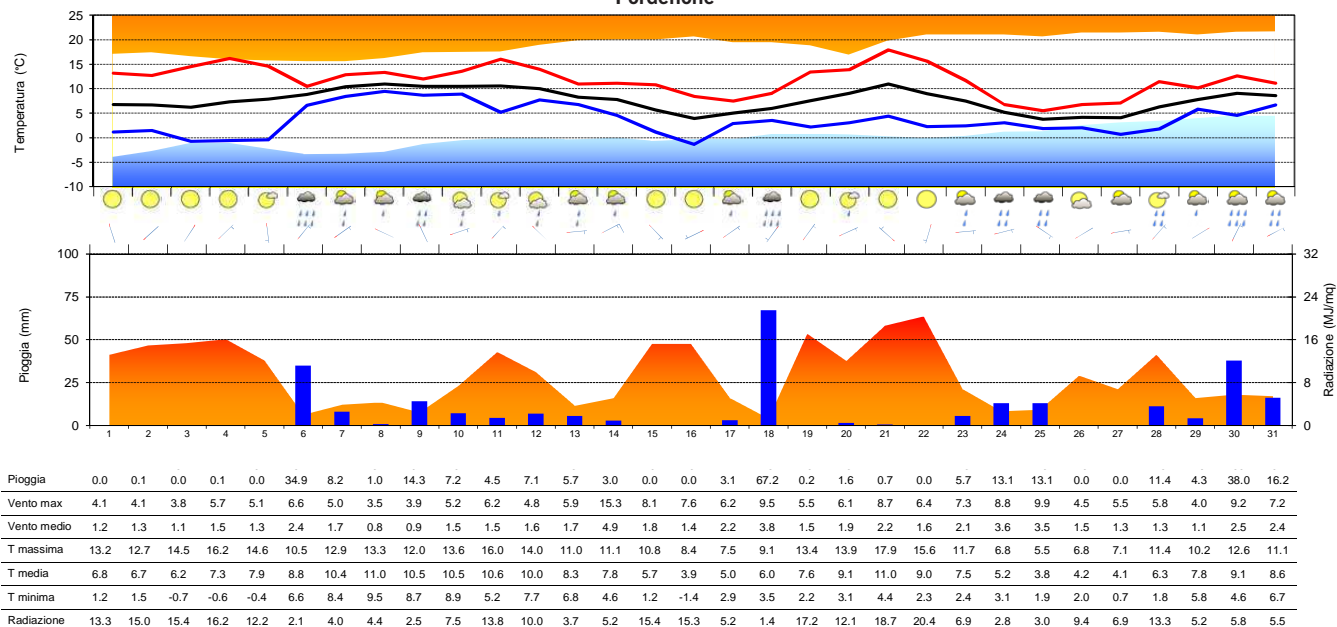 Pordenone
25
20
15
10
5
0
-5
-10
Temperatura (°C)
100
75
50
25
0
Pioggia (mm)
32
24
16
8
0
Radiazione (MJ/mq)
1 2 3 4 5 6 7 8 9 10 11 12 13 14 15 16 17 18 19 20 21 22 23 24 25 26 27 28 29 30 31
Pioggia 0.0 0.1 0.0 0.1 0.0 34.9 8.2 1.0 14.3 7.2 4.5 7.1 5.7 3.0 0.0 0.0 3.1 67.2 0.2 1.6 0.7 0.0 5.7 13.1 13.1 0.0 0.0 11.4 4.3 38.0 16.2
Vento max 4.1 4.1 3.8 5.7 5.1 6.6 5.0 3.5 3.9 5.2 6.2 4.8 5.9 15.3 8.1 7.6 6.2 9.5 5.5 6.1 8.7 6.4 7.3 8.8 9.9 4.5 5.5 5.8 4.0 9.2 7.2
Vento medio 1.2 1.3 1.1 1.5 1.3 2.4 1.7 0.8 0.9 1.5 1.5 1.6 1.7 4.9 1.8 1.4 2.2 3.8 1.5 1.9 2.2 1.6 2.1 3.6 3.5 1.5 1.3 1.3 1.1 2.5 2.4
T massima 13.2 12.7 14.5 16.2 14.6 10.5 12.9 13.3 12.0 13.6 16.0 14.0 11.0 11.1 10.8 8.4 7.5 9.1 13.4 13.9 17.9 15.6 11.7 6.8 5.5 6.8 7.1 11.4 10.2 12.6 11.1
T media 6.8 6.7 6.2 7.3 7.9 8.8 10.4 11.0 10.5 10.5 10.6 10.0 8.3 7.8 5.7 3.9 5.0 6.0 7.6 9.1 11.0 9.0 7.5 5.2 3.8 4.2 4.1 6.3 7.8 9.1 8.6
T minima 1.2 1.5 -0.7 -0.6 -0.4 6.6 8.4 9.5 8.7 8.9 5.2 7.7 6.8 4.6 1.2 -1.4 2.9 3.5 2.2 3.1 4.4 2.3 2.4 3.1 1.9 2.0 0.7 1.8 5.8 4.6 6.7
Radiazione 13.3 15.0 15.4 16.2 12.2 2.1 4.0 4.4 2.5 7.5 13.8 10.0 3.7 5.2 15.4 15.3 5.2 1.4 17.2 12.1 18.7 20.4 6.9 2.8 3.0 9.4 6.9 13.3 5.2 5.8 5.5